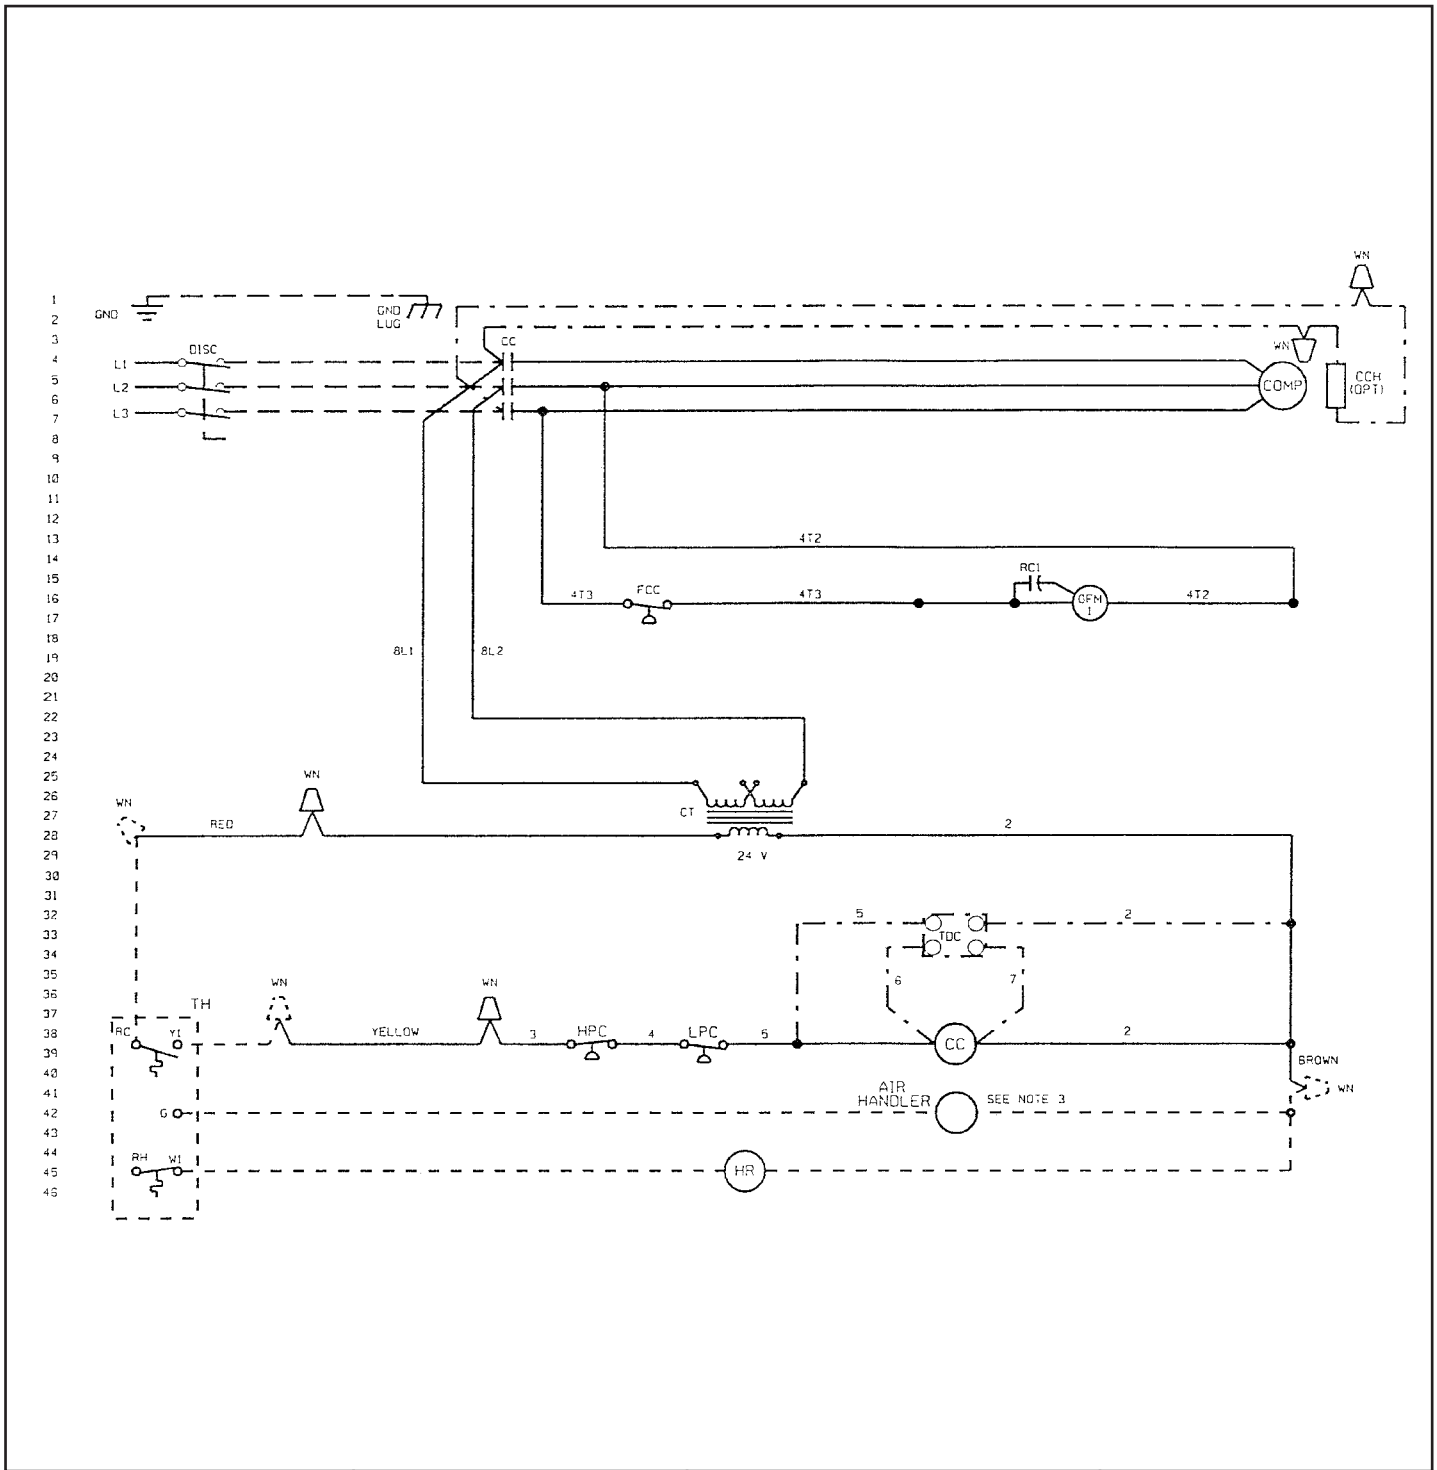 WN
1
GND
GND
LUG
2
3
CC
WN
4
L1
DISC
5
L2
COMP
CCH
(OPT)
6
L3
7
8
9
10
11
12
13
4T2
14
15
RC1
16
4T3
FCC
4T3
OFM
1
4T2
17
18
19
8L1
8L2
20
21
22
23
24
25
WN
26
WN
27
CT
RED
2
28
29
24 V
30
31
32
5
2
33
TDC
34
35
6
7
36
WN
WN
37
TH
RC
Y1
YELLOW
3
HPC
4
LPC
5
2
38
CC
39
BROWN
40
WN
41
AIR
HANDLER
SEE NOTE 3
42
G
43
44
RH
W1
45
HR
46